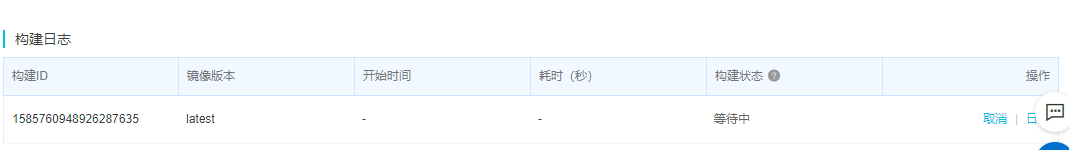 构建日志
构建ID 镜像版本 开始时间 耗时（秒） 构建状态 ? 操作
1585760948926287635 latest - - 等待中 取消 | 日